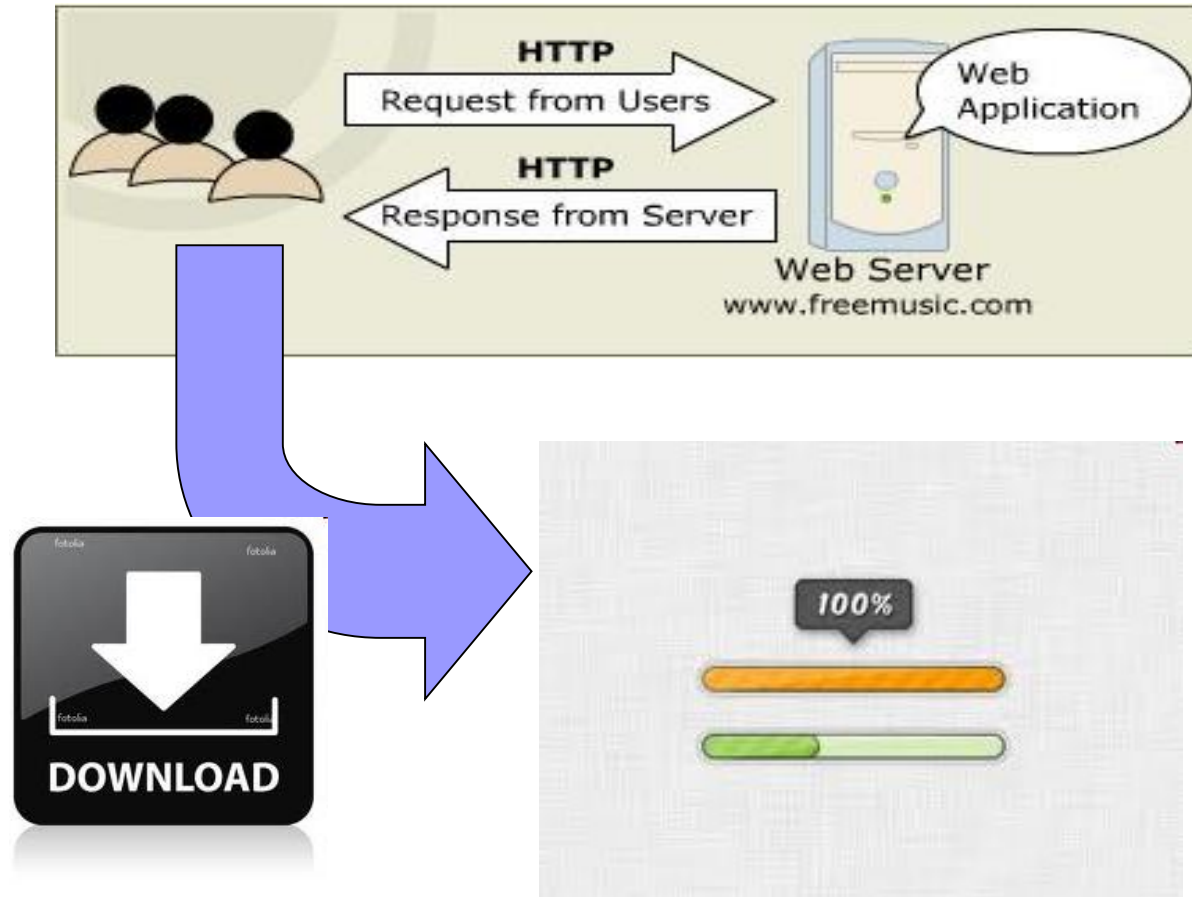 HTTP
Request from Users
HTTP
Response from Server
Web
Application
Web Server
www.freemusic.com
fotolia
fotolia
fotolia
fotolia
DOWNLOAD
100%